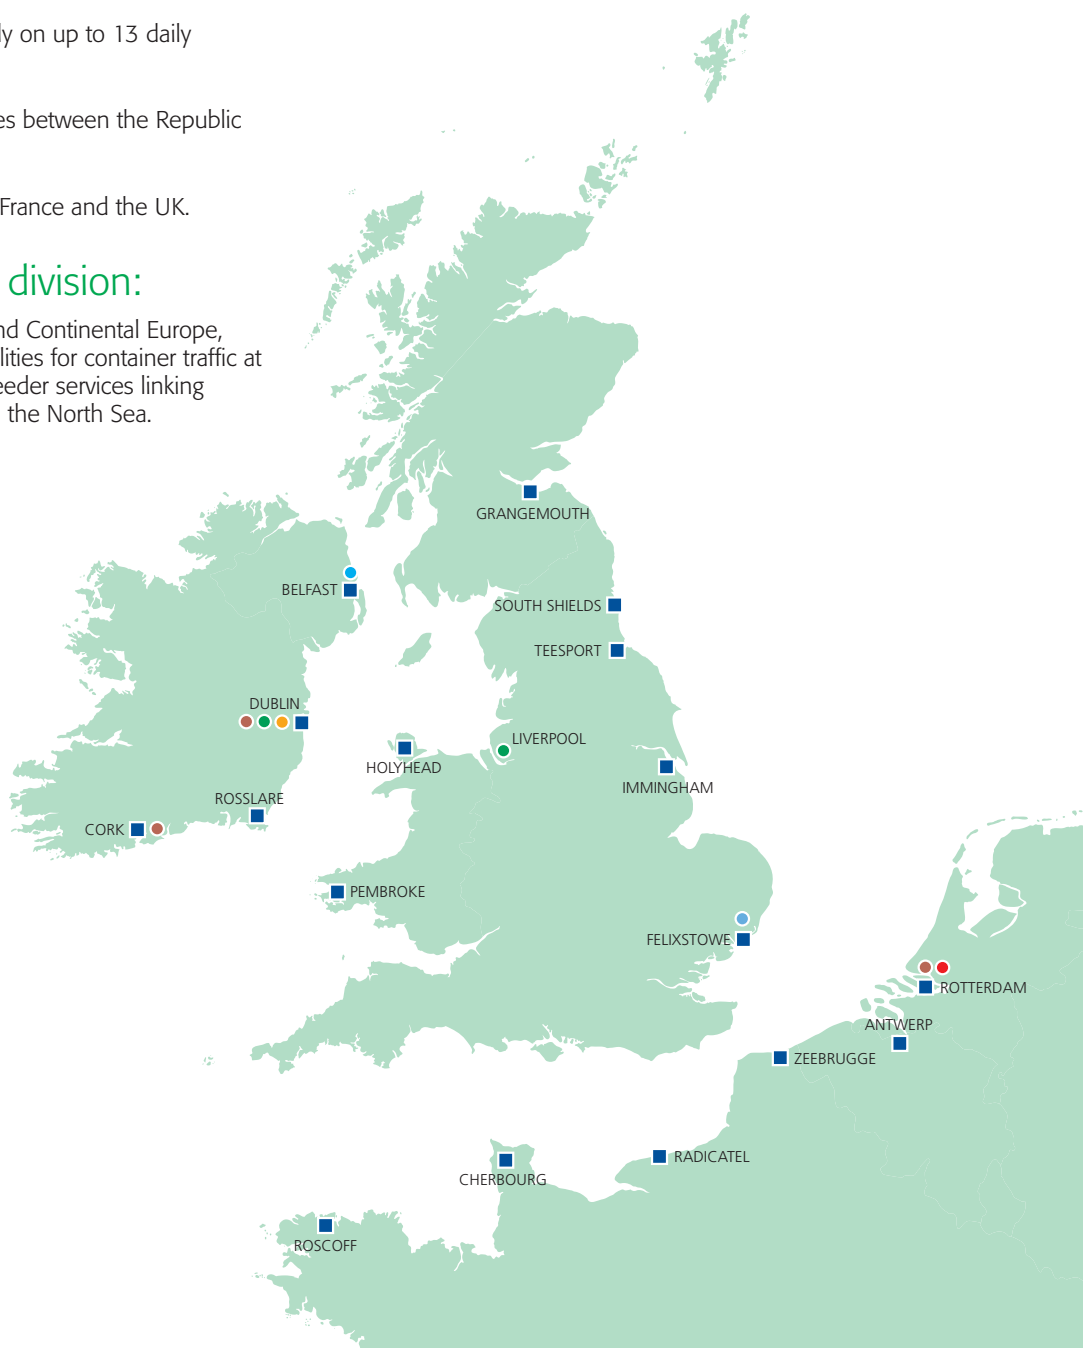 ly on up to 13 daily
es between the Republic
France and the UK.
division:
nd Continental Europe,
lities for container traffic at
eeder services linking
the North Sea.
GRANGEMOUTH
BELFAST
SOUTH SHIELDS
TEESPORT
DUBLIN
LIVERPOOL
HOLYHEAD
IMMINGHAM
ROSSLARE
CORK
PEMBROKE
FELIXSTOWE
ROTTERDAM
ANTWERP
ZEEBRUGGE
RADICATEL
CHERBOURG
ROSCOFF